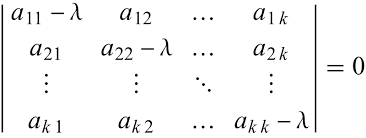 | a₁₁ − λ   a₁₂   …   a₁ₖ |
| a₂₁   a₂₂ − λ   …   a₂ₖ |
| ⋮   ⋮   ⋱   ⋮ | = 0
| aₖ₁   aₖ₂   …   aₖₖ − λ |